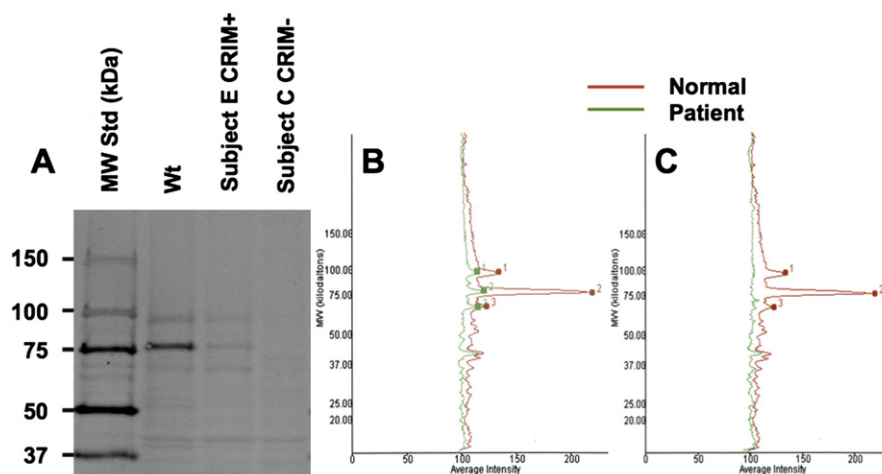 MW Std (kDa)
Wt
Subject E CRIM+
Subject C CRIM-
A
150
100
75
50
37
Normal
Patient
B
MW (kilodaltons)
150.00
100.00
75.00
50.00
37.00
25.00
20.00
1
1
2
2
3
3
0
50
100
150
200
Average Intensity
C
MW (kilodaltons)
150.00
100.00
75.00
50.00
37.00
25.00
20.00
1
2
3
0
50
100
150
200
Average Intensity